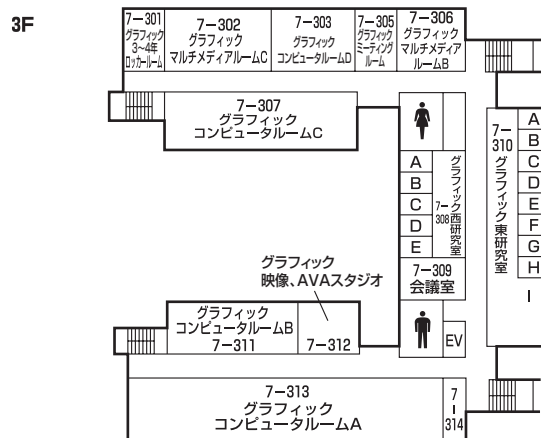 3F
7−301
グラフィック
3〜4年
ロッカールーム
7−302
グラフィック
マルチメディアルームC
7−303
グラフィック
コンピュータルームD
7−305
グラフィック
ミーティング
ルーム
7−306
グラフィック
マルチメディア
ルームB
7−307
グラフィック
コンピュータルームC
A
B
C
D
E
7−
308
グラフィック西研究室
7−
310
グラフィック東研究室
A
B
C
D
E
F
G
H
I
7−309
会議室
グラフィック
映像、AVAスタジオ
グラフィック
コンピュータルームB
7−311
7−312
EV
7−313
グラフィック
コンピュータルームA
7
−
314